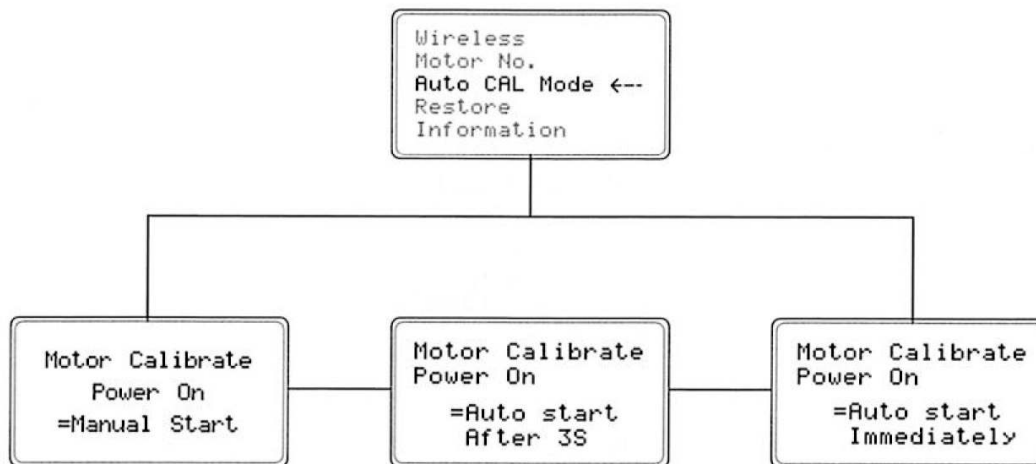 Wireless
Motor No.
Auto CAL Mode ←--
Restore
Information
Motor Calibrate
Power On
=Manual Start
Motor Calibrate
Power On
=Auto start
After 3S
Motor Calibrate
Power On
=Auto start
Immediately